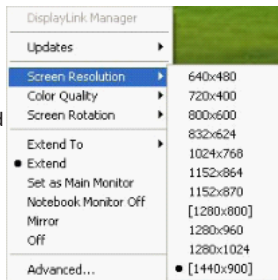 DisplayLink Manager
Updates
Screen Resolution
Color Quality
Screen Rotation
Extend To
Extend
Set as Main Monitor
Notebook Monitor Off
Mirror
Off
Advanced...
640x480
720x400
800x600
832x624
1024x768
1152x864
1152x870
[1280x800]
1280x960
1280x1024
[1440x900]